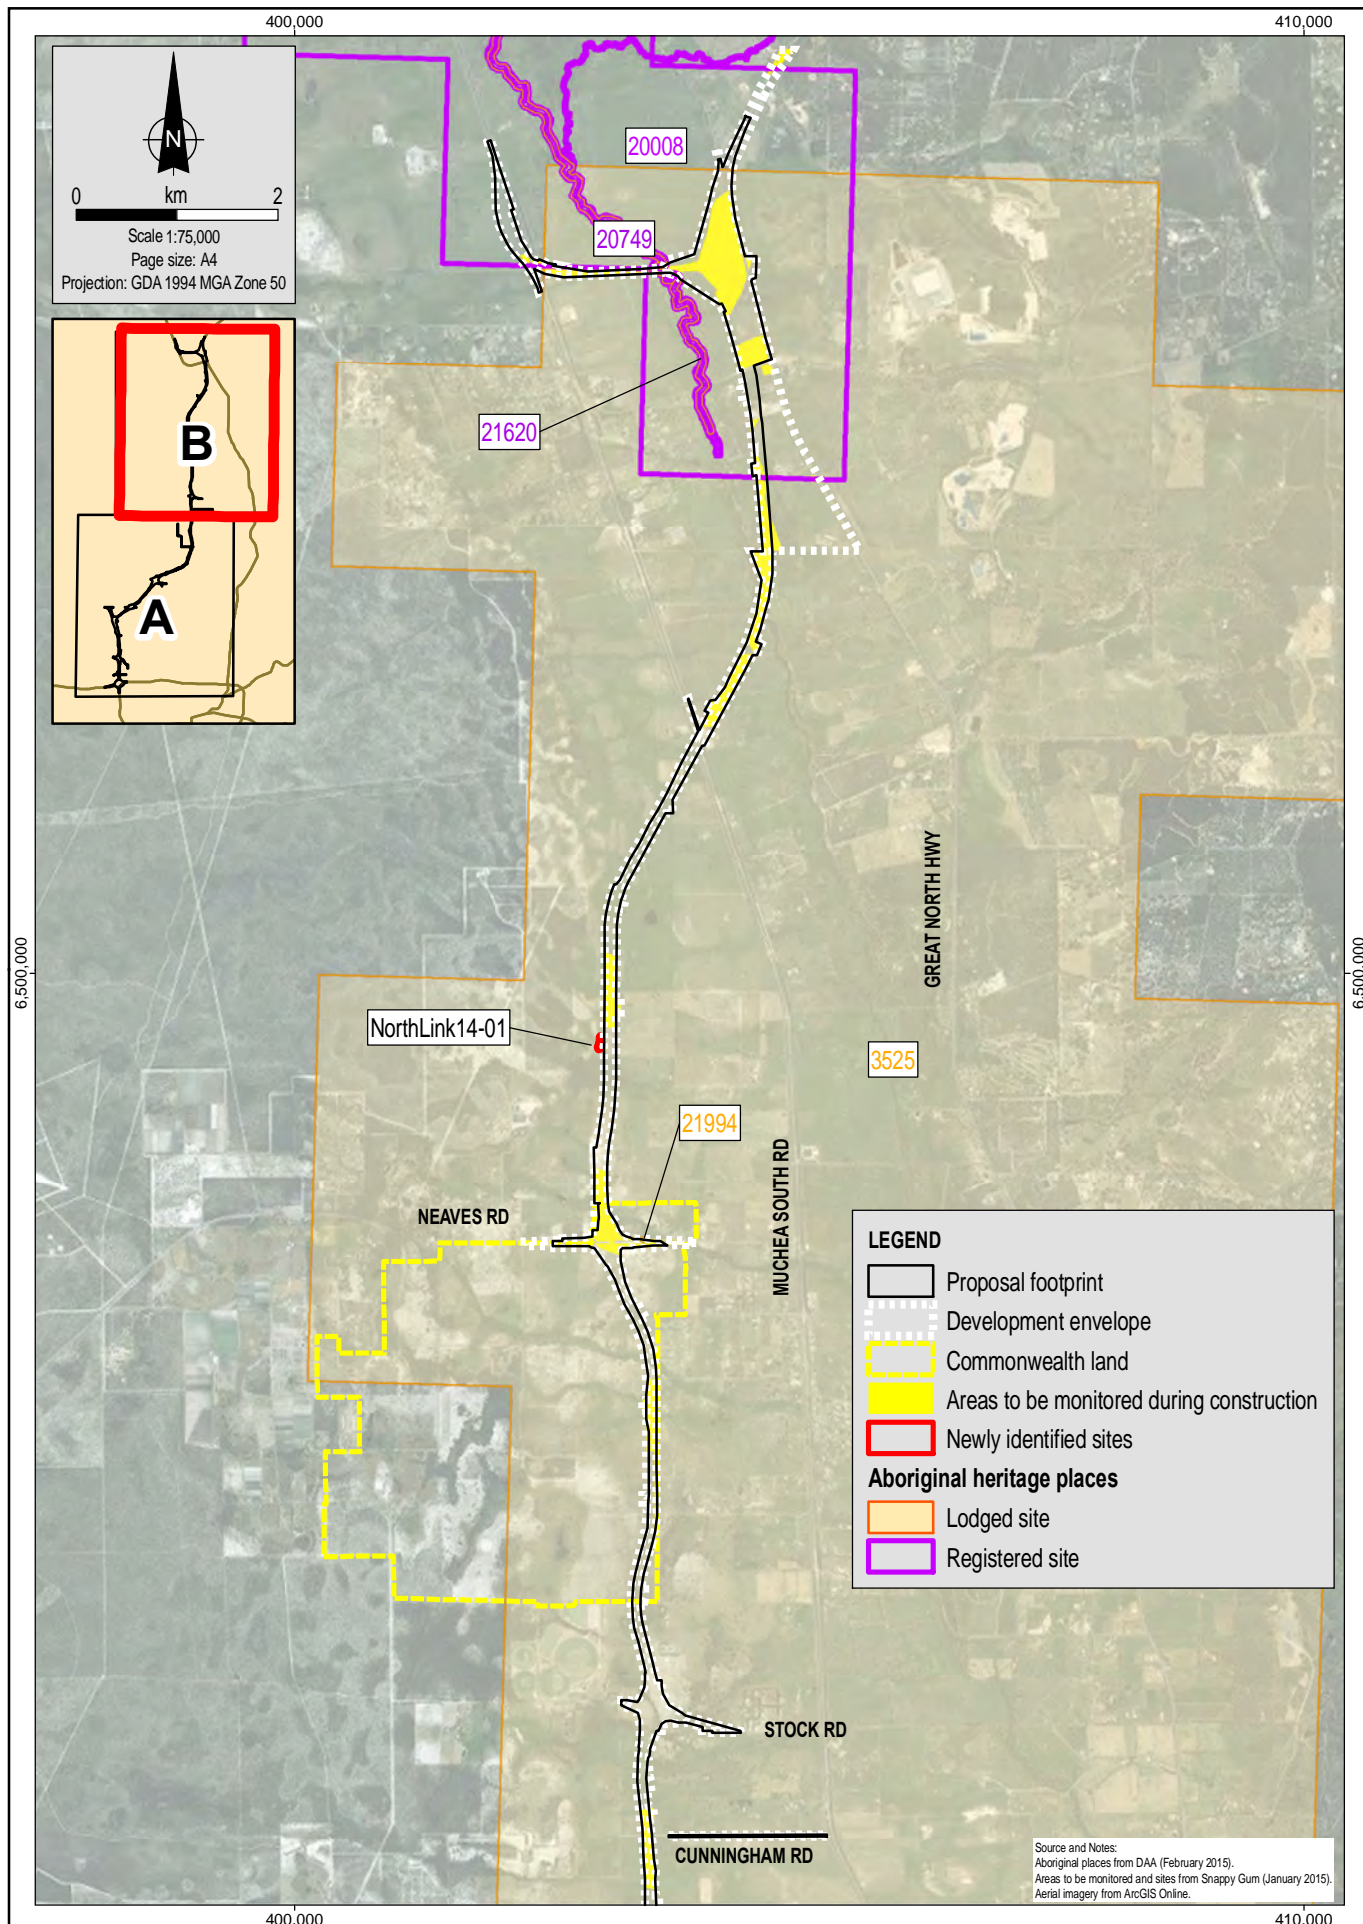 400,000
410,000
N
0 km 2
Scale 1:75,000
Page size: A4
Projection: GDA 1994 MGA Zone 50
20008
20749
21620
B
A
6,500,000
6,500,000
GREAT NORTH HWY
NorthLink14-01
3525
21994
MUCHEA SOUTH RD
NEAVES RD
LEGEND
Proposal footprint
Development envelope
Commonwealth land
Areas to be monitored during construction
Newly identified sites
Aboriginal heritage places
Lodged site
Registered site
STOCK RD
CUNNINGHAM RD
Source and Notes:
Aboriginal places from DAA (February 2015).
Areas to be monitored and sites from Snappy Gum (January 2015).
Aerial imagery from ArcGIS Online.
400,000
410,000